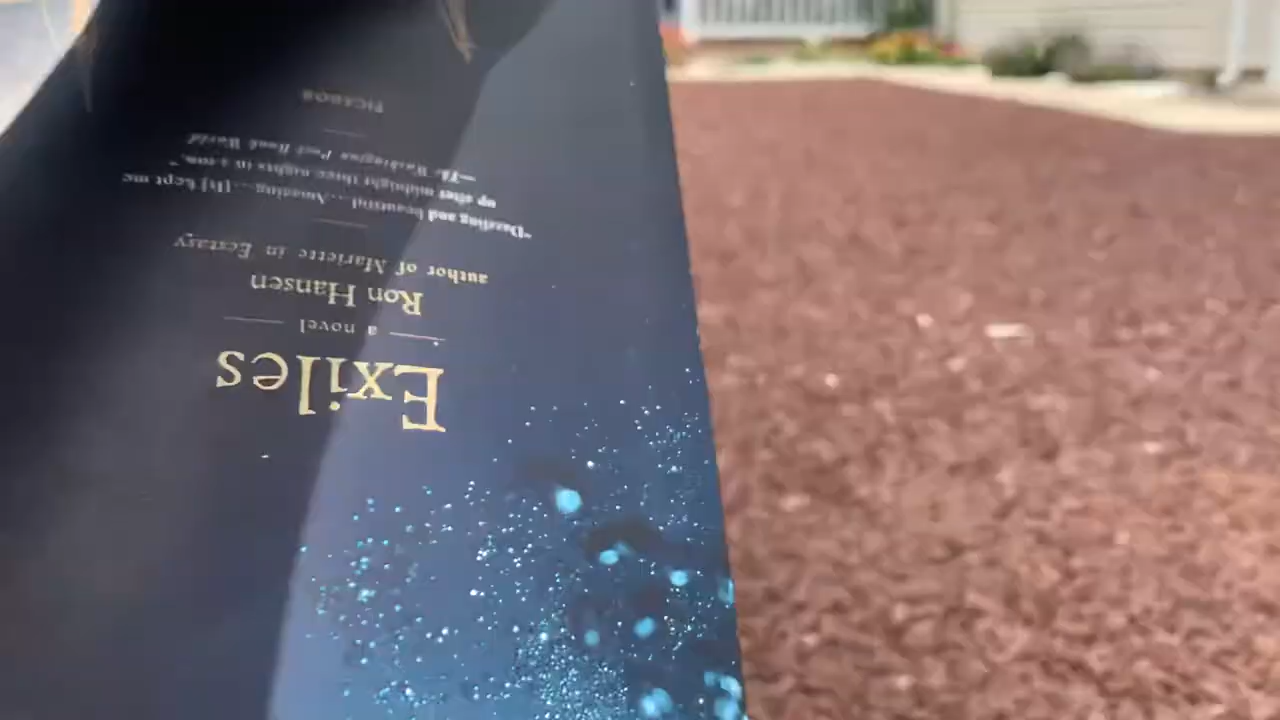 Exiles
a novel
Ron Hansen
author of Mariette in Ecstasy
"Dazzling and beautiful....Amazing....[It] kept me
up after midnight three nights in a row."
—The Washington Post Book World
PICADOR